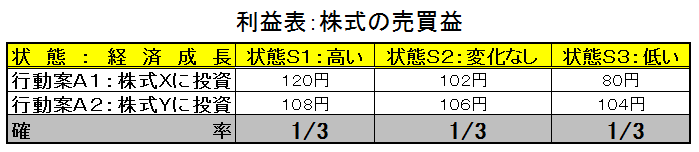 利益表：株式の売買益
状態：経済成長 状態Ｓ１：高い 状態Ｓ２：変化なし 状態Ｓ３：低い
行動案Ａ１：株式Ｘに投資 120円 102円 80円
行動案Ａ２：株式Ｙに投資 108円 106円 104円
確率 1/3 1/3 1/3